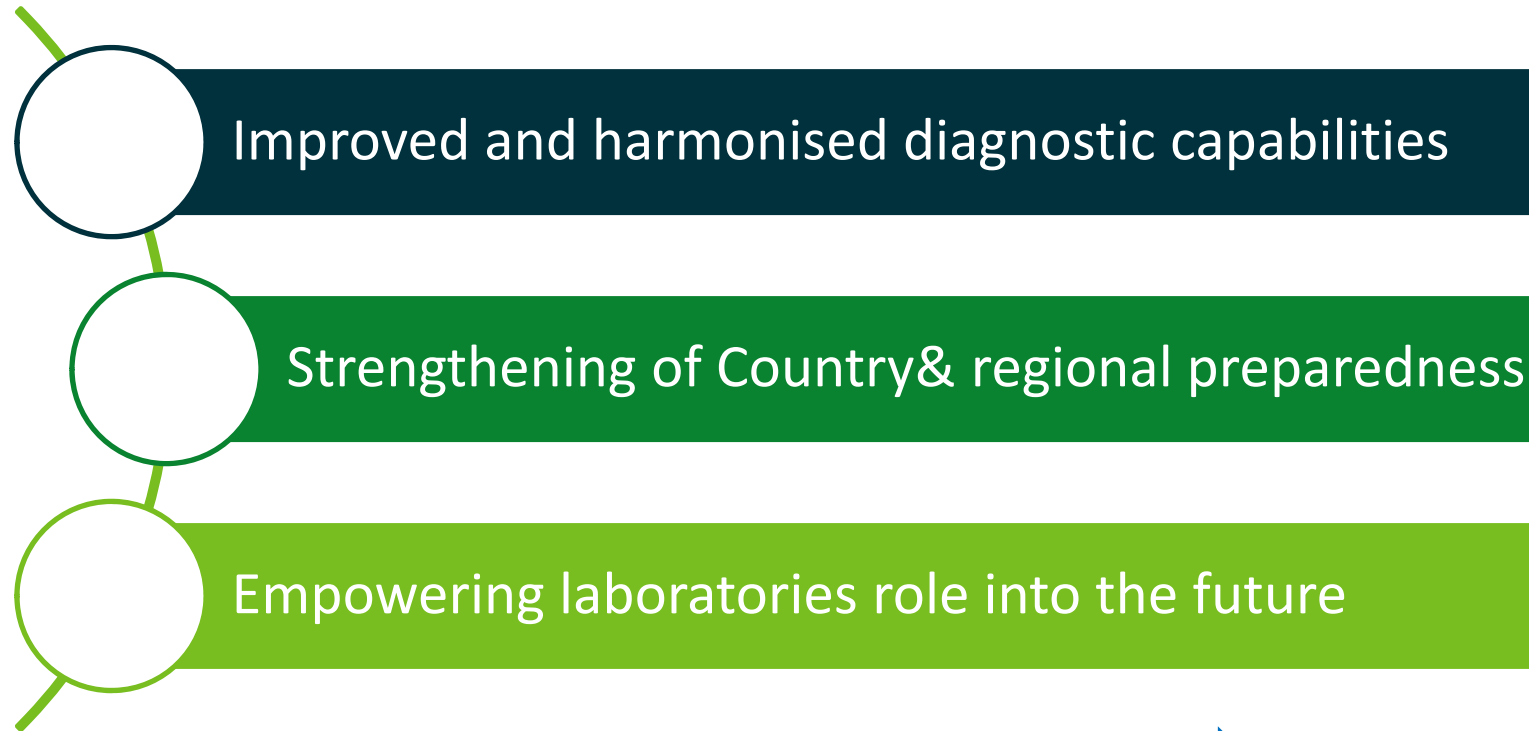 Improved and harmonised diagnostic capabilities
Strengthening of Country& regional preparedness
Empowering laboratories role into the future